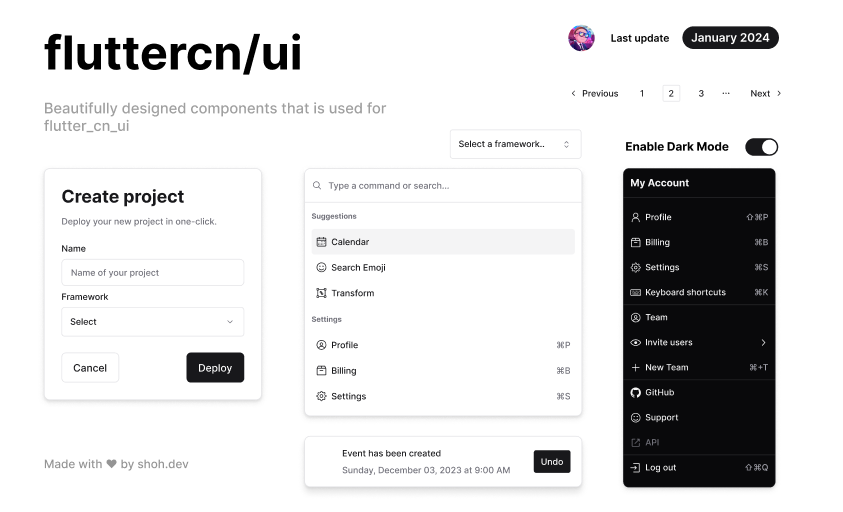 fluttercn/ui
Last update January 2024
Previous 1 2 3 ... Next
Beautifully designed components that is used for
flutter_cn_ui
Select a framework..
Enable Dark Mode
Create project
Deploy your new project in one-click.
Name
Name of your project
Framework
Select
Cancel Deploy
Type a command or search...
Suggestions
Calendar
Search Emoji
Transform
Settings
Profile ⌘P
Billing ⌘B
Settings ⌘S
My Account
Profile ⇧⌘P
Billing ⌘B
Settings ⌘S
Keyboard shortcuts ⌘K
Team
Invite users
New Team ⌘+T
GitHub
Support
API
Log out ⇧⌘Q
Event has been created
Sunday, December 03, 2023 at 9:00 AM
Undo
Made with ♥ by shoh.dev